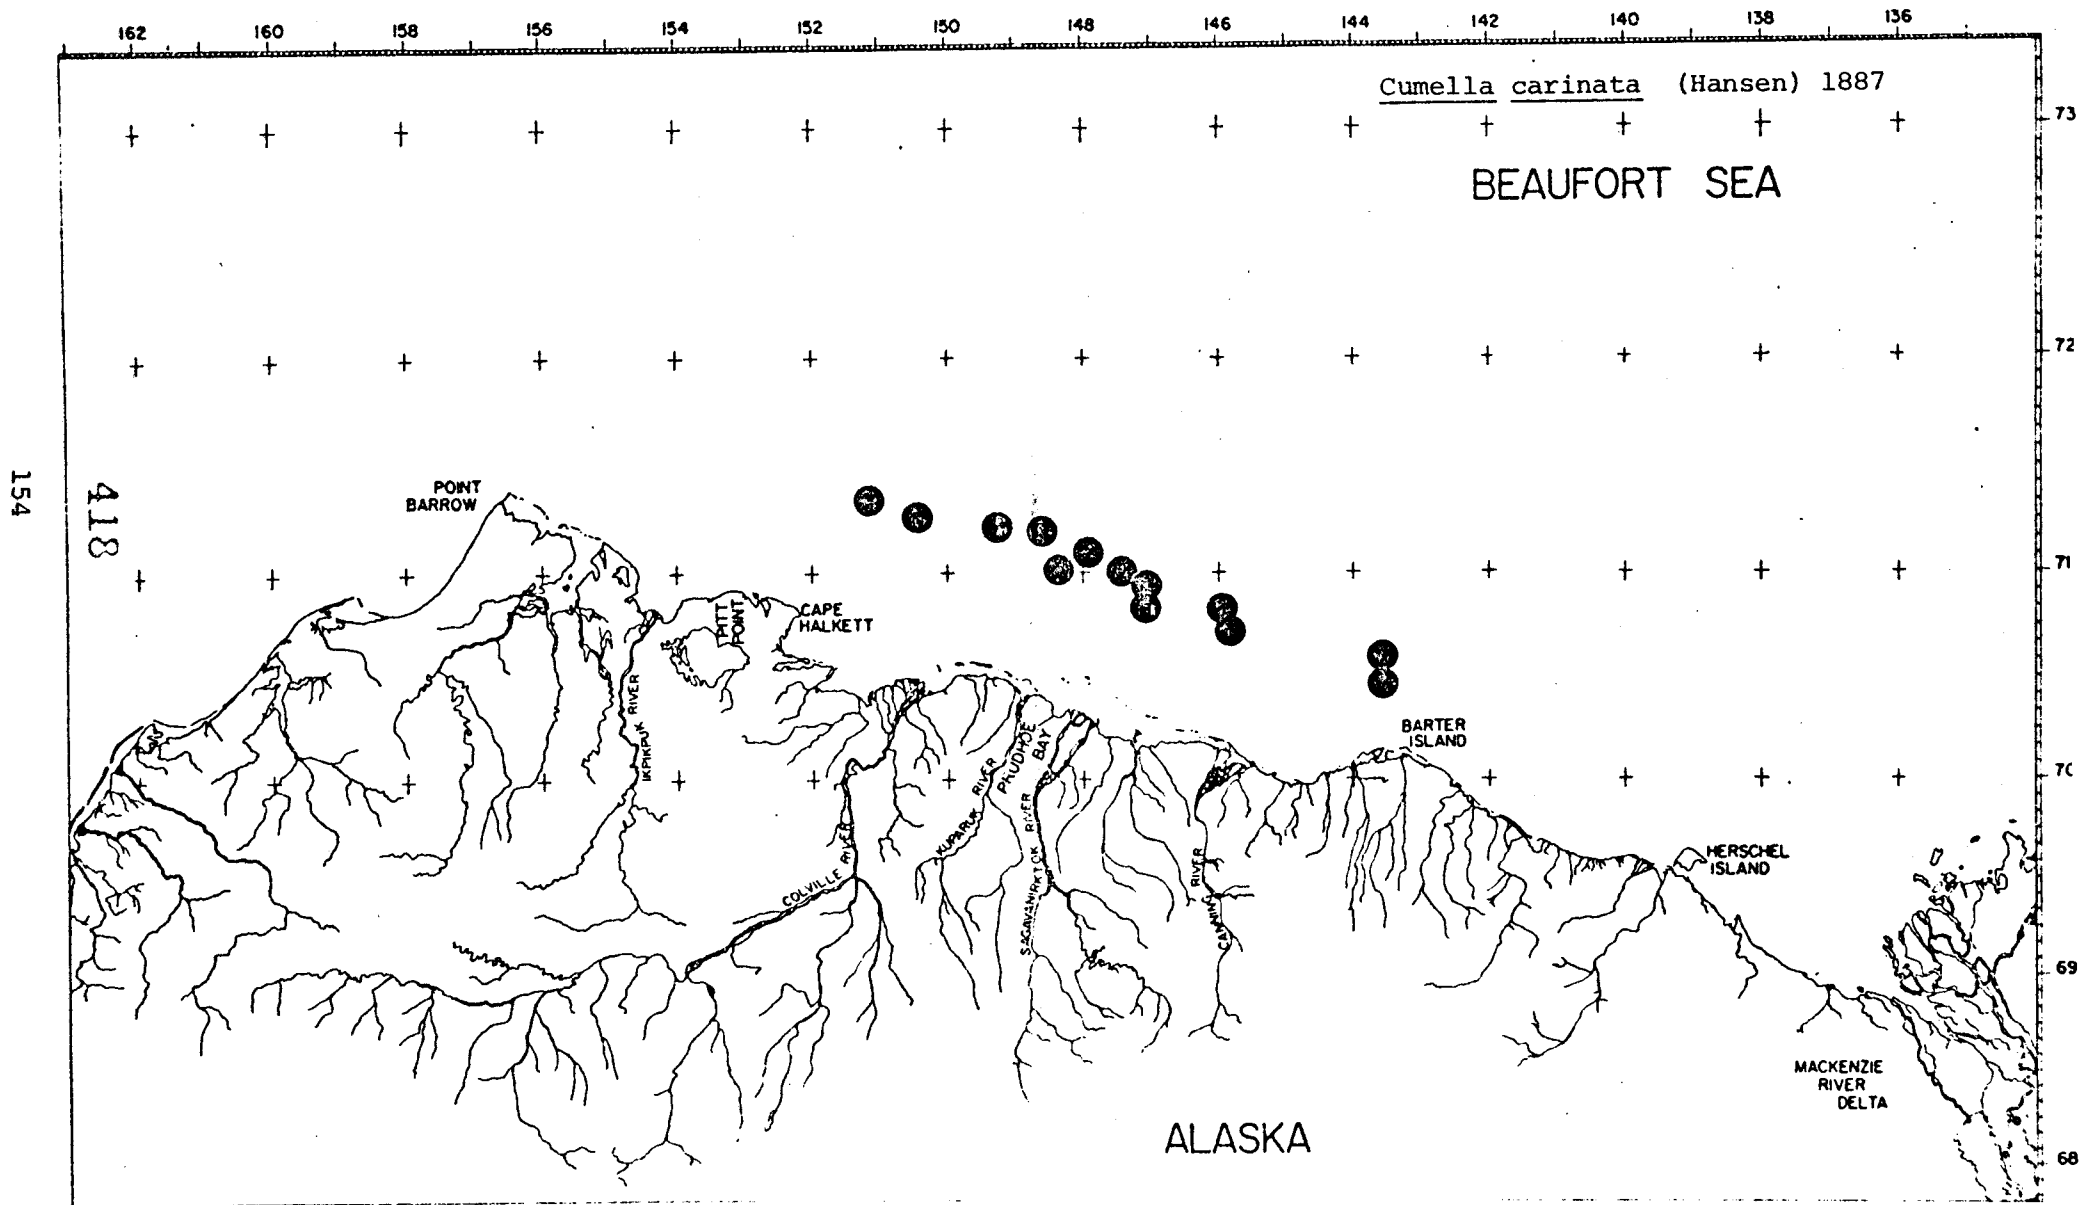 162 160 158 156 154 152 150 148 146 144 142 140 138 136
Cumella carinata (Hansen) 1887
73
BEAUFORT SEA
72
154
418
POINT
BARROW
71
PITT
POINT
CAPE
HALKETT
IKPIKPUK RIVER
BARTER
ISLAND
PRUDHOE
BAY
70
KUPARUK RIVER
COLVILLE RIVER
SAGAVANIRKTOK RIVER
CANNING RIVER
HERSCHEL
ISLAND
69
MACKENZIE
RIVER
DELTA
ALASKA
68